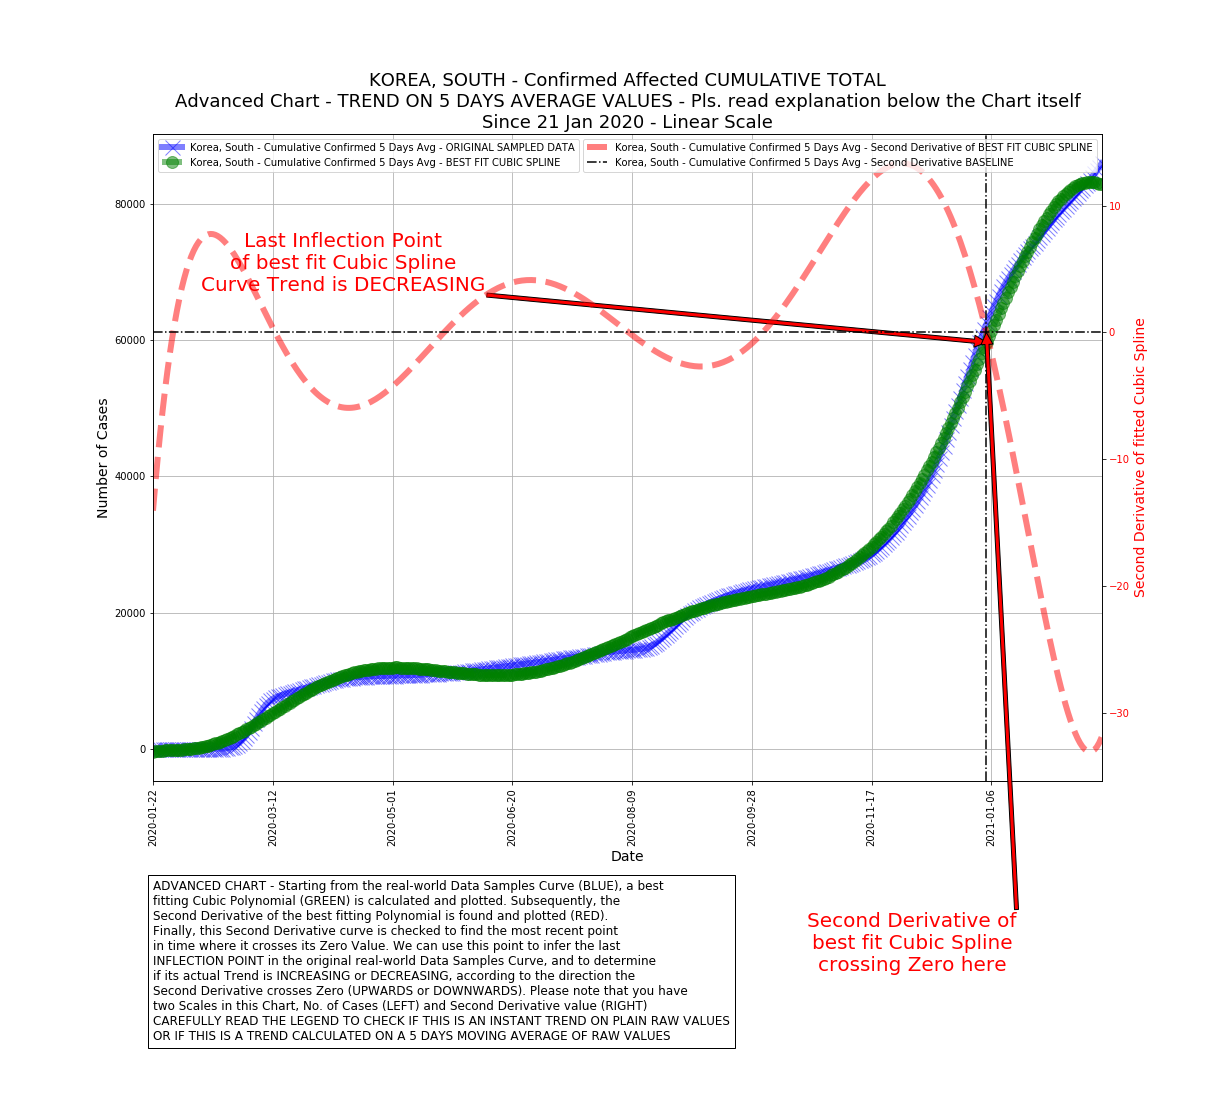 KOREA, SOUTH - Confirmed Affected CUMULATIVE TOTAL
Advanced Chart - TREND ON 5 DAYS AVERAGE VALUES - Pls. read explanation below the Chart itself
Since 21 Jan 2020 - Linear Scale
Korea, South - Cumulative Confirmed 5 Days Avg - ORIGINAL SAMPLED DATA
Korea, South - Cumulative Confirmed 5 Days Avg - BEST FIT CUBIC SPLINE
Korea, South - Cumulative Confirmed 5 Days Avg - Second Derivative of BEST FIT CUBIC SPLINE
Korea, South - Cumulative Confirmed 5 Days Avg - Second Derivative BASELINE
Last Inflection Point
of best fit Cubic Spline
Curve Trend is DECREASING
Number of Cases
80000
60000
40000
20000
0
10
0
−10
−20
−30
Second Derivative of fitted Cubic Spline
2020-01-22
2020-03-12
2020-05-01
2020-06-20
2020-08-09
2020-09-28
2020-11-17
2021-01-06
Date
Second Derivative of
best fit Cubic Spline
crossing Zero here
ADVANCED CHART - Starting from the real-world Data Samples Curve (BLUE), a best
fitting Cubic Polynomial (GREEN) is calculated and plotted. Subsequently, the
Second Derivative of the best fitting Polynomial is found and plotted (RED).
Finally, this Second Derivative curve is checked to find the most recent point
in time where it crosses its Zero Value. We can use this point to infer the last
INFLECTION POINT in the original real-world Data Samples Curve, and to determine
if its actual Trend is INCREASING or DECREASING, according to the direction the
Second Derivative crosses Zero (UPWARDS or DOWNWARDS). Please note that you have
two Scales in this Chart, No. of Cases (LEFT) and Second Derivative value (RIGHT)
CAREFULLY READ THE LEGEND TO CHECK IF THIS IS AN INSTANT TREND ON PLAIN RAW VALUES
OR IF THIS IS A TREND CALCULATED ON A 5 DAYS MOVING AVERAGE OF RAW VALUES